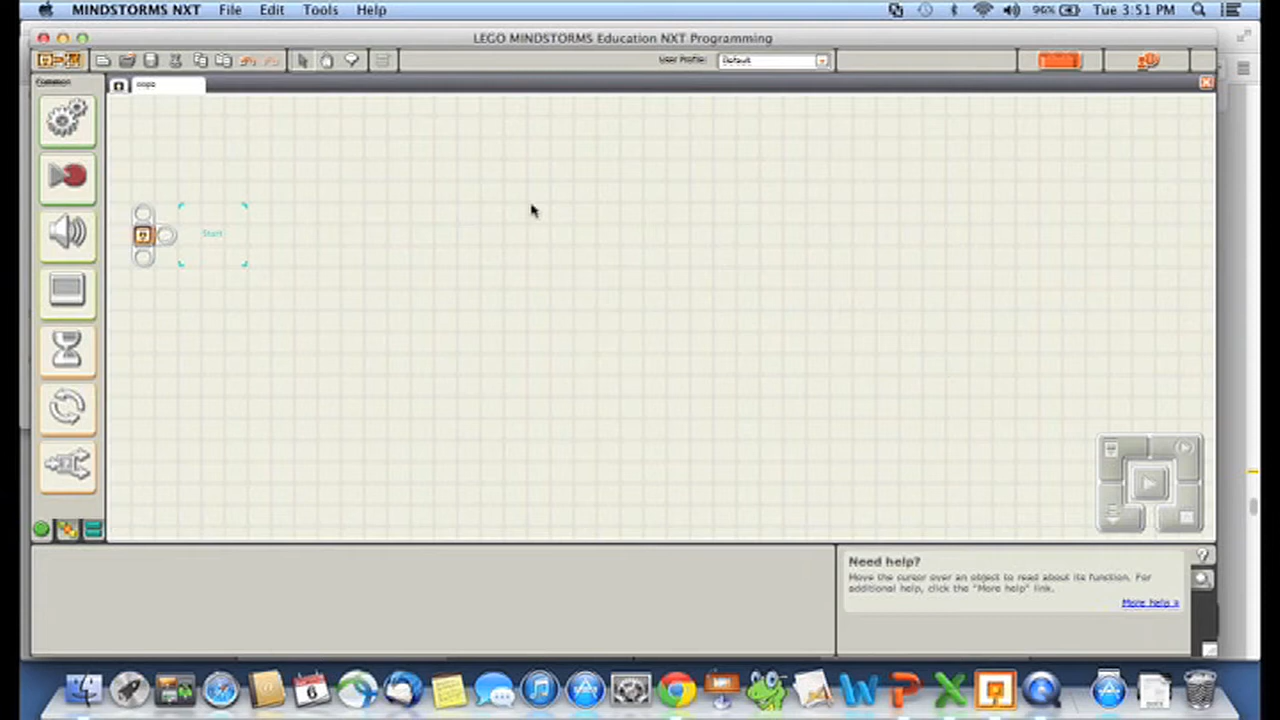 MINDSTORMS NXT File Edit Tools Help 96% Tue 3:51 PM
LEGO MINDSTORMS Education NXT Programming
User Profile: Default
Common
Start
6
Need help?
Move the cursor over an object to read about its function. For
additional help, click the "More help" link.
More help »